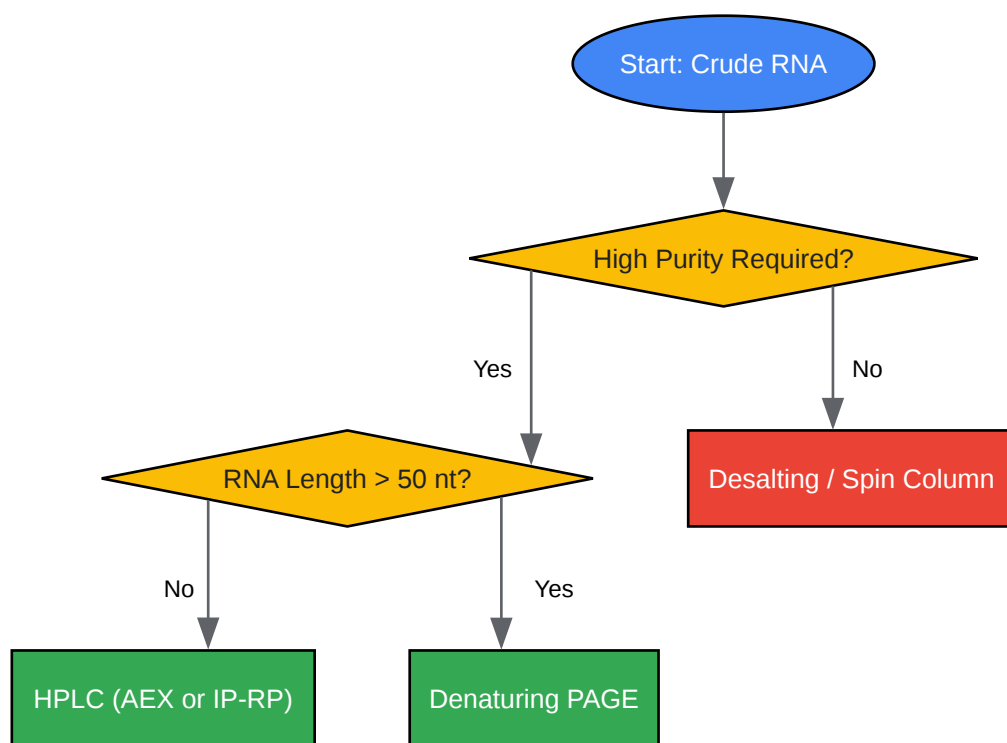 Start: Crude RNA
High Purity Required?
Yes
No
RNA Length > 50 nt?
Desalting / Spin Column
No
Yes
HPLC (AEX or IP-RP)
Denaturing PAGE